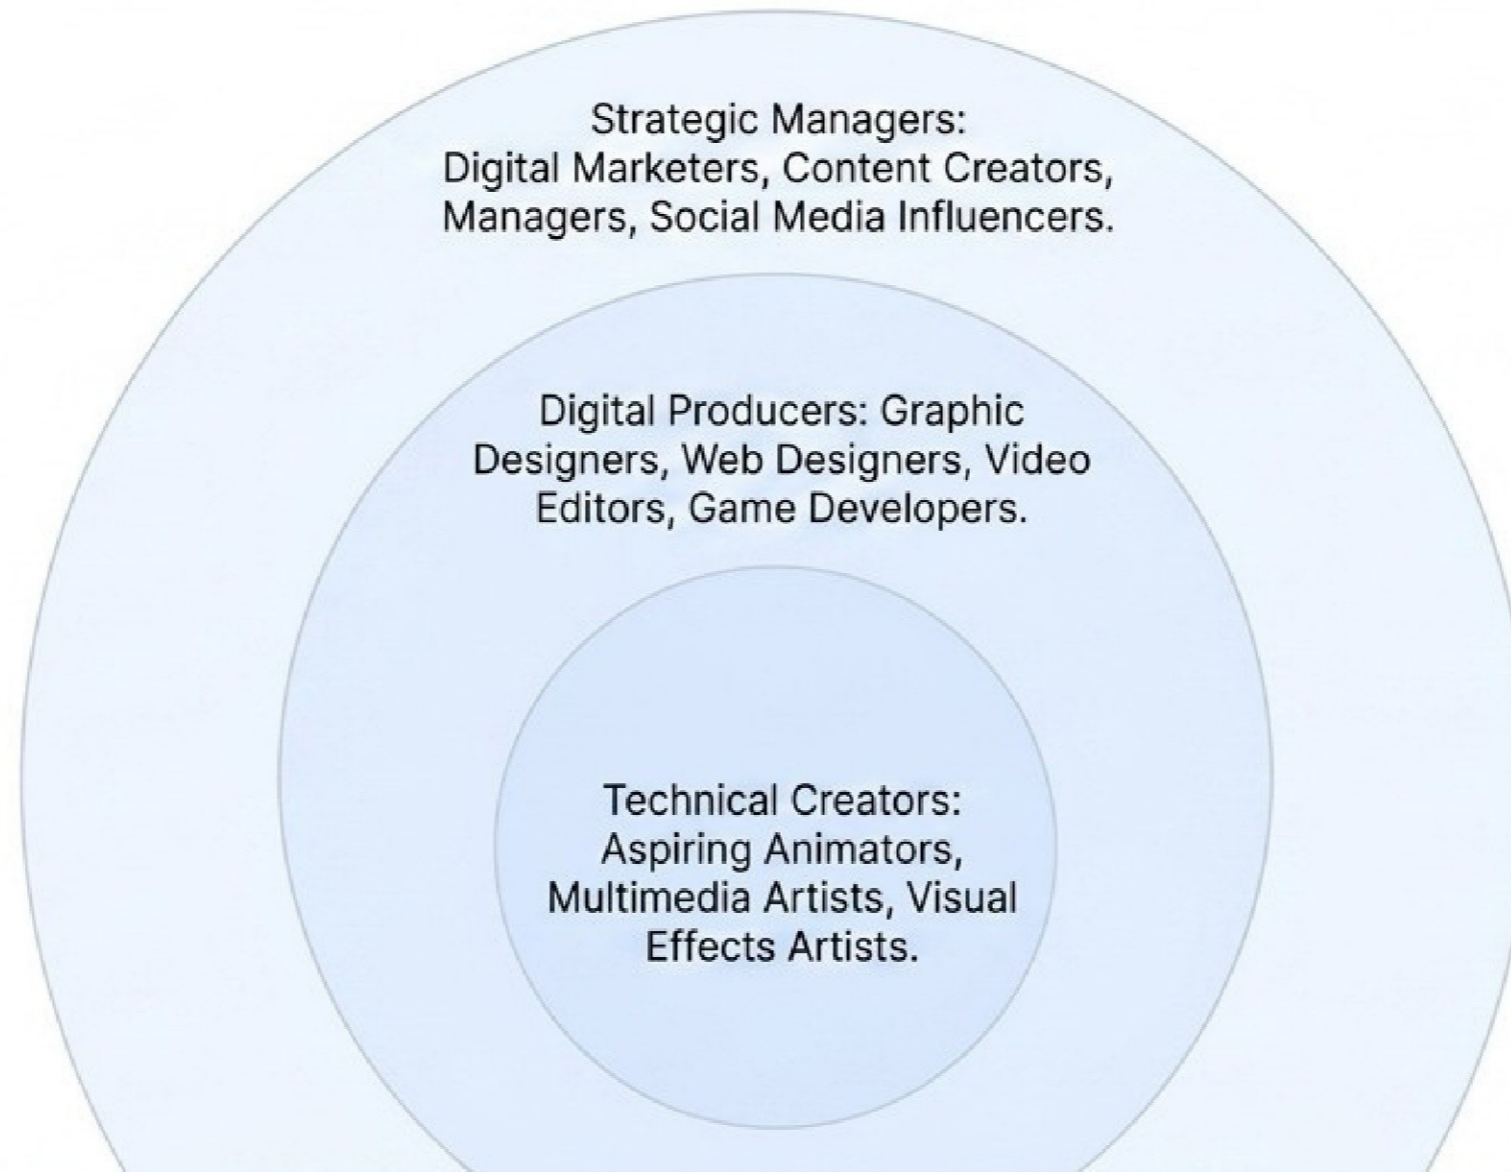 Strategic Managers:
Digital Marketers, Content Creators,
Managers, Social Media Influencers.
Digital Producers: Graphic
Designers, Web Designers, Video
Editors, Game Developers.
Technical Creators:
Aspiring Animators,
Multimedia Artists, Visual
Effects Artists.